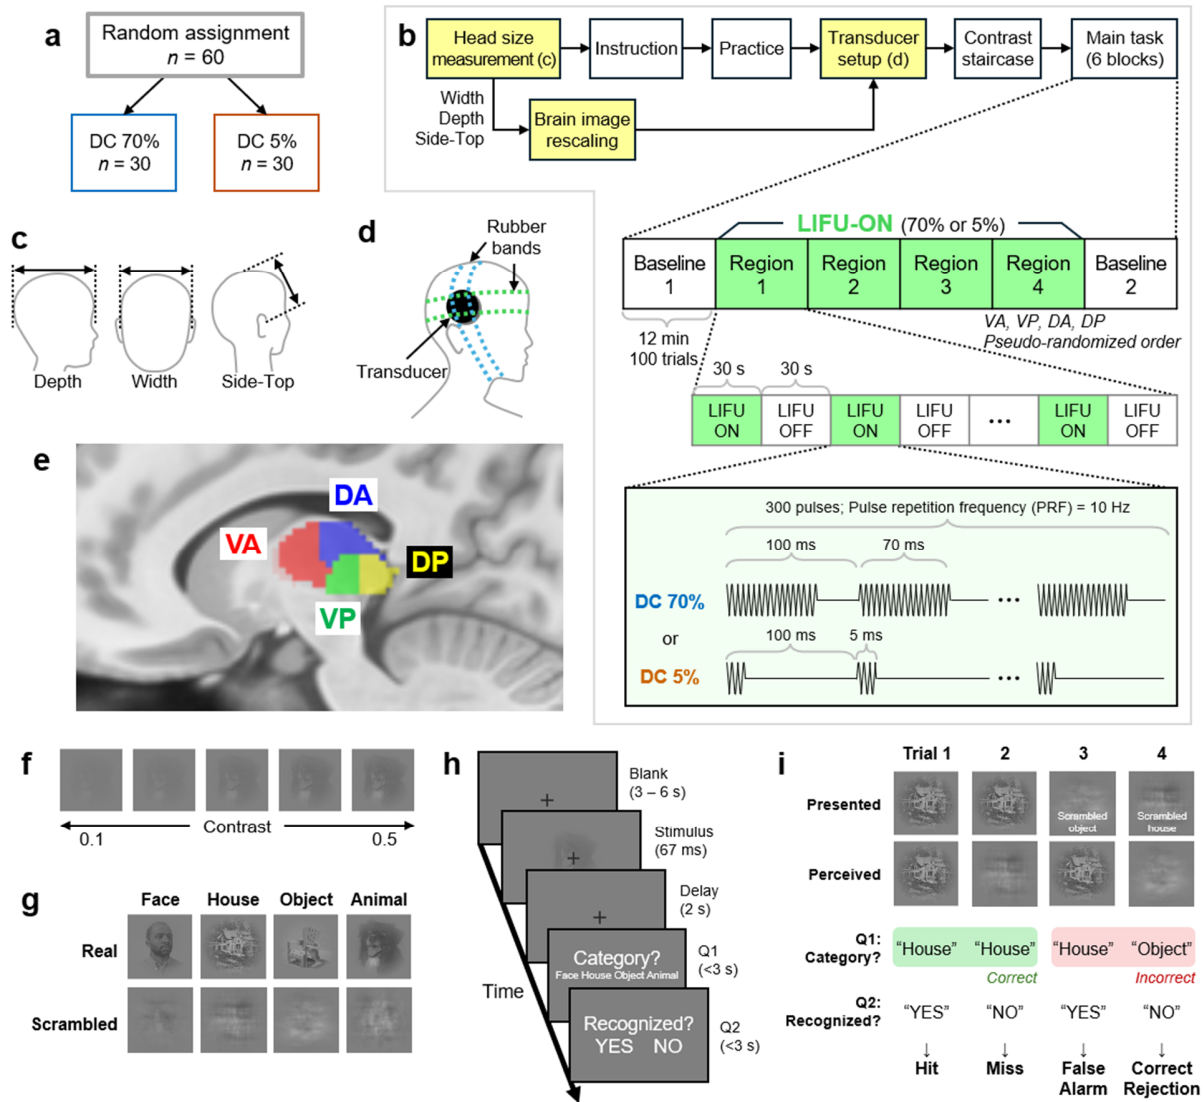 a
Random assignment
n = 60
DC 70%
n = 30
DC 5%
n = 30
b
Head size
measurement (c)
Instruction
Practice
Transducer
setup (d)
Contrast
staircase
Main task
(6 blocks)
Width
Depth
Side-Top
Brain image
rescaling
LIFU-ON (70% or 5%)
Baseline
1
Region
1
Region
2
Region
3
Region
4
Baseline
2
12 min
100 trials
VA, VP, DA, DP
Pseudo-randomized order
30 s
30 s
LIFU
ON
LIFU
OFF
LIFU
ON
LIFU
OFF
...
LIFU
ON
LIFU
OFF
300 pulses; Pulse repetition frequency (PRF) = 10 Hz
100 ms
70 ms
DC 70%
...
or
100 ms
5 ms
DC 5%
...
c
Depth
Width
Side-Top
d
Rubber
bands
Transducer
e
DA
VA
DP
VP
f
Contrast
0.1
0.5
g
Face
House
Object
Animal
Real
Scrambled
h
Blank
(3 – 6 s)
Stimulus
(67 ms)
Delay
(2 s)
Category?
Face House Object Animal
Q1
(<3 s)
Recognized?
YES NO
Q2
(<3 s)
Time
i
Trial 1
2
3
4
Presented
Scrambled
object
Scrambled
house
Perceived
Q1:
Category?
“House”
“House”
“House”
“Object”
Correct
Incorrect
Q2:
Recognized?
“YES”
“NO”
“YES”
“NO”
↓
↓
↓
↓
Hit
Miss
False
Alarm
Correct
Rejection